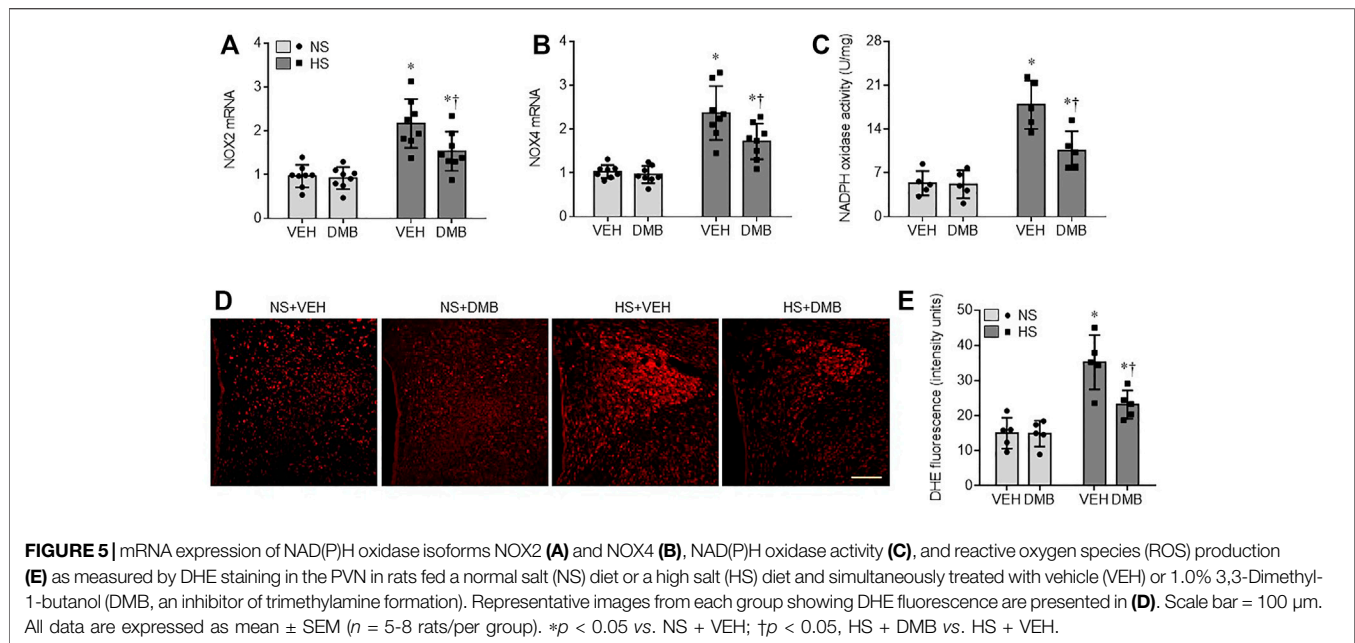 A
B
C
NS
HS
NOX2 mRNA
4
3
2
1
0
*
*†
VEH DMB VEH DMB
NOX4 mRNA
4
3
2
1
0
*
*†
VEH DMB VEH DMB
NADPH oxidase activity (U/mg)
28
21
14
7
0
*
*†
VEH DMB VEH DMB
D
NS+VEH NS+DMB HS+VEH HS+DMB
E
NS
HS
DHE fluorescence (intensity units)
50
40
30
20
10
0
*
*†
VEH DMB VEH DMB
FIGURE 5 | mRNA expression of NAD(P)H oxidase isoforms NOX2 (A) and NOX4 (B), NAD(P)H oxidase activity (C), and reactive oxygen species (ROS) production
(E) as measured by DHE staining in the PVN in rats fed a normal salt (NS) diet or a high salt (HS) diet and simultaneously treated with vehicle (VEH) or 1.0% 3,3-Dimethyl-
1-butanol (DMB, an inhibitor of trimethylamine formation). Representative images from each group showing DHE fluorescence are presented in (D). Scale bar = 100 μm.
All data are expressed as mean ± SEM (n = 5-8 rats/per group). *p < 0.05 vs. NS + VEH; †p < 0.05, HS + DMB vs. HS + VEH.